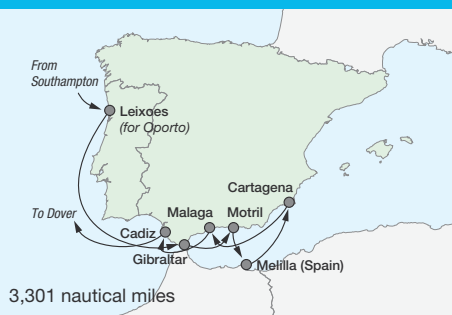 From
Southampton
Leixoes
(for Oporto)
Cartagena
To Dover
Malaga
Motril
Cadiz
Gibraltar
Melilla (Spain)
3,301 nautical miles